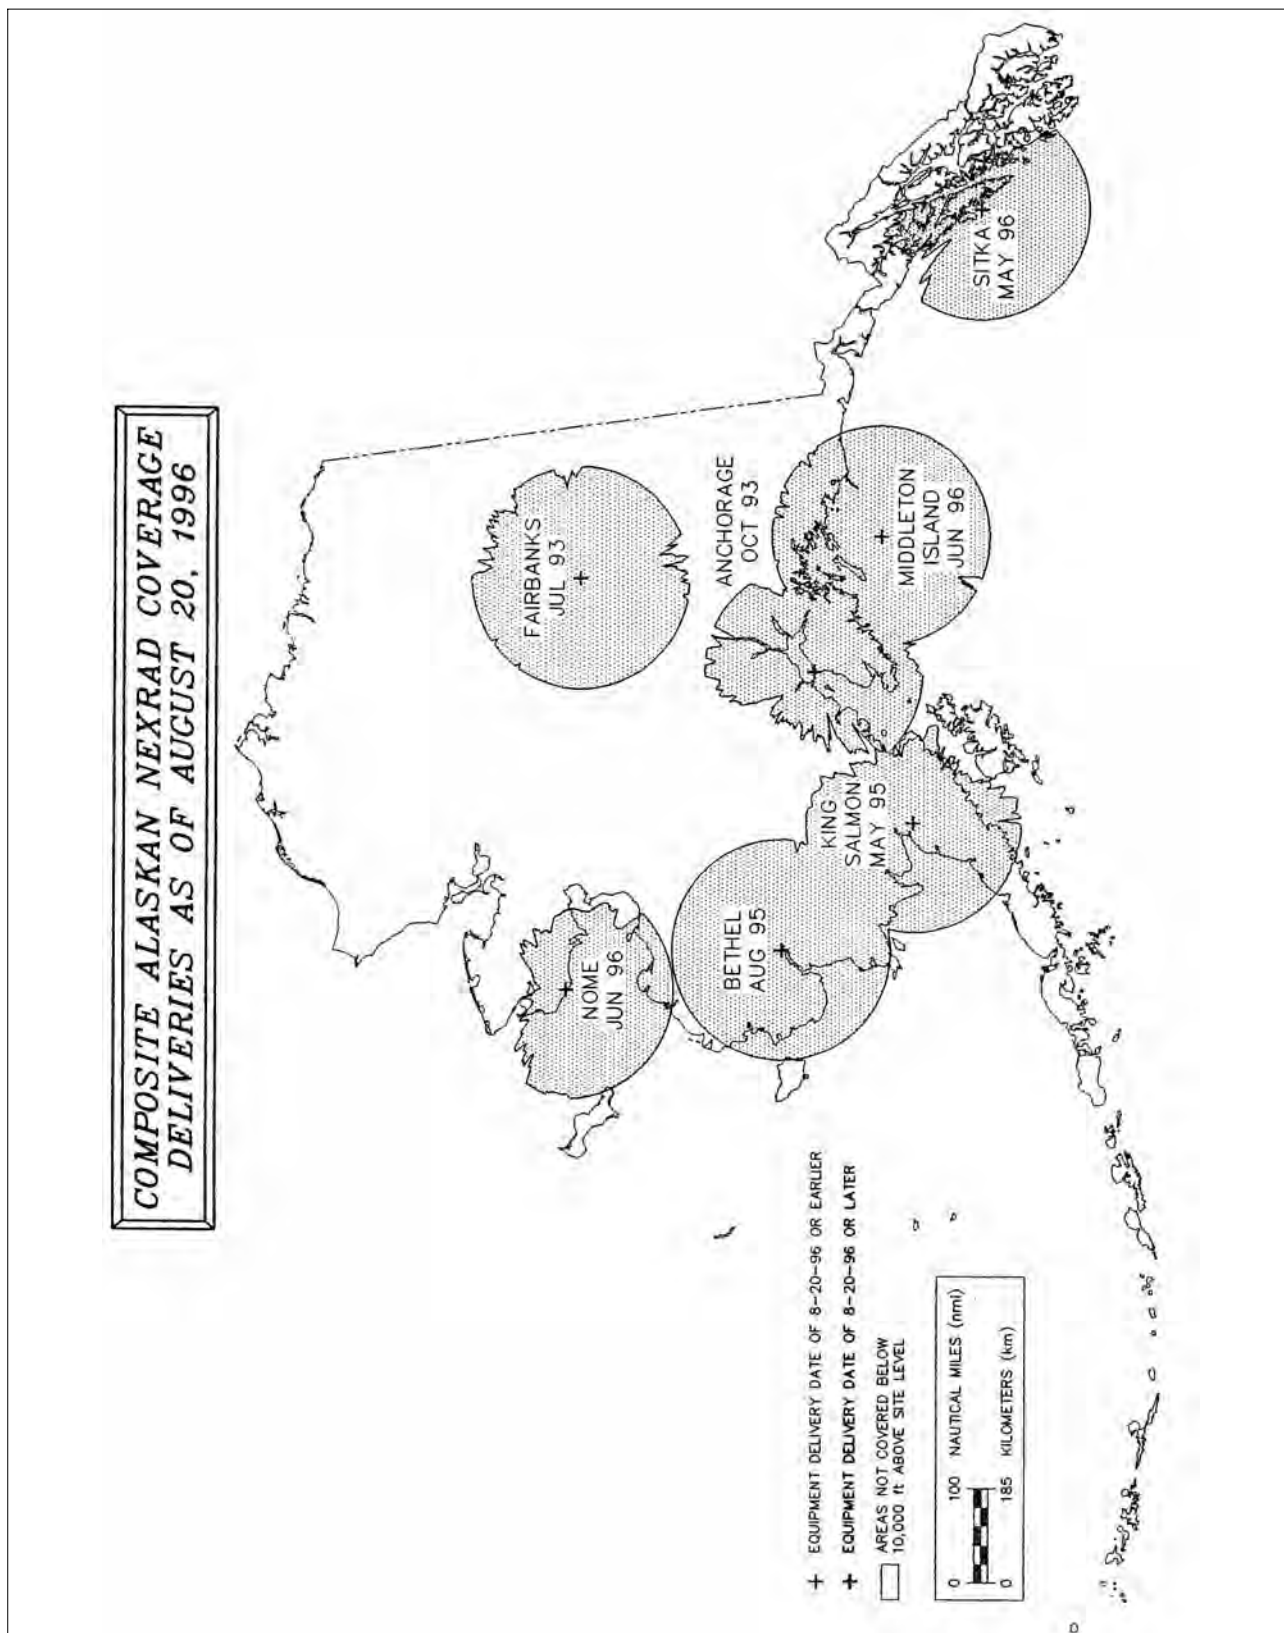 COMPOSITE ALASKAN NEXRAD COVERAGE
DELIVERIES AS OF AUGUST 20, 1996
FAIRBANKS
JUL 93
ANCHORAGE
OCT 93
NOME
JUN 96
BETHEL
AUG 95
KING
SALMON
MAY 95
MIDDLETON
ISLAND
JUN 96
SITKA
MAY 96
EQUIPMENT DELIVERY DATE OF 8-20-96 OR EARLIER
EQUIPMENT DELIVERY DATE OF 8-20-96 OR LATER
AREAS NOT COVERED BELOW
10,000 ft ABOVE SITE LEVEL
0 100 NAUTICAL MILES (nmi)
0 185 KILOMETERS (km)